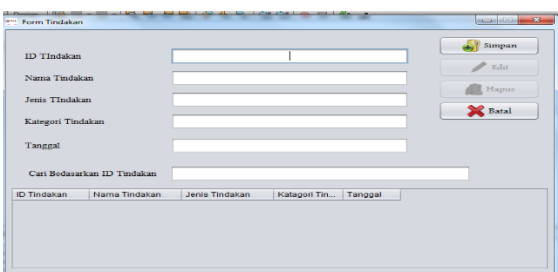 Form Tindakan
ID TIndakan
Simpan
Nama Tindakan
Edit
Jenis TIndakan
Hapus
Kategori Tindakan
Batal
Tanggal
Cari Bedasarkan ID Tindakan
ID Tindakan Nama Tindakan Jenis Tindakan Katagori Tin... Tanggal